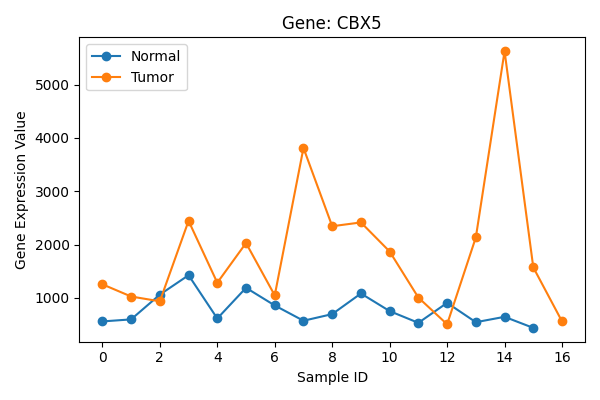 Gene: CBX5
Normal
Tumor
Gene Expression Value
5000
4000
3000
2000
1000
0 2 4 6 8 10 12 14 16
Sample ID